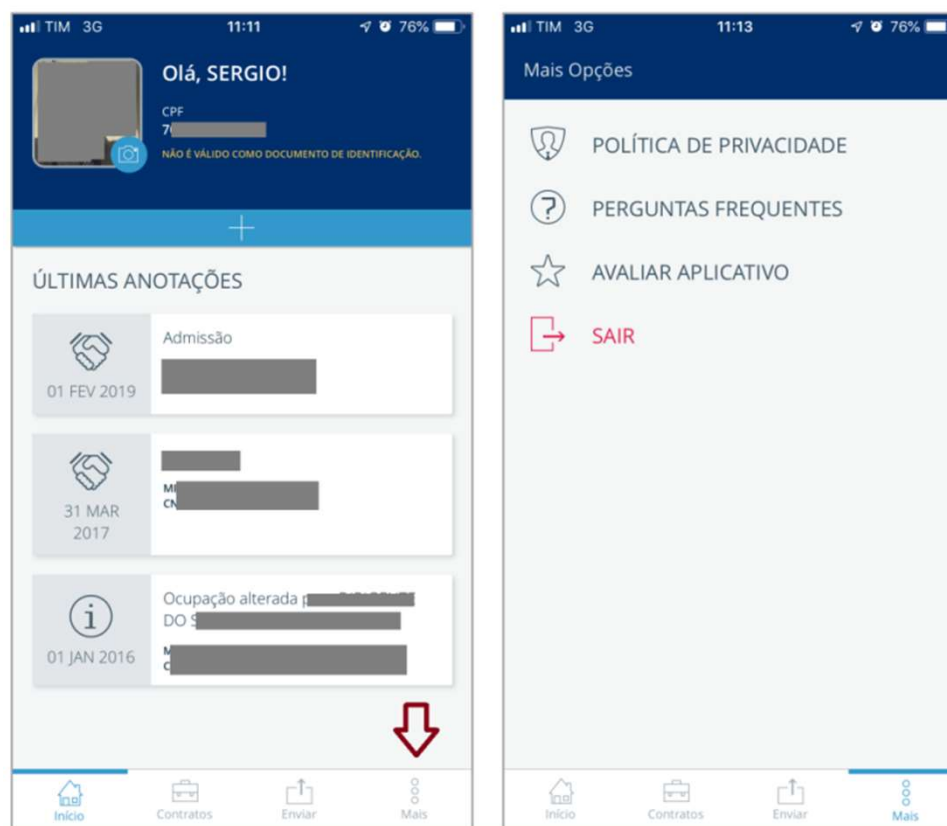 TIM 3G 11:11 76%
Olá, SERGIO!
CPF
7
NÃO É VÁLIDO COMO DOCUMENTO DE IDENTIFICAÇÃO.
ÚLTIMAS ANOTAÇÕES
Admissão
01 FEV 2019
31 MAR
2017
Ocupação alterada
DO
01 JAN 2016
Início Contratos Enviar Mais
TIM 3G 11:13 76%
Mais Opções
POLÍTICA DE PRIVACIDADE
PERGUNTAS FREQUENTES
AVALIAR APLICATIVO
SAIR
Início Contratos Enviar Mais